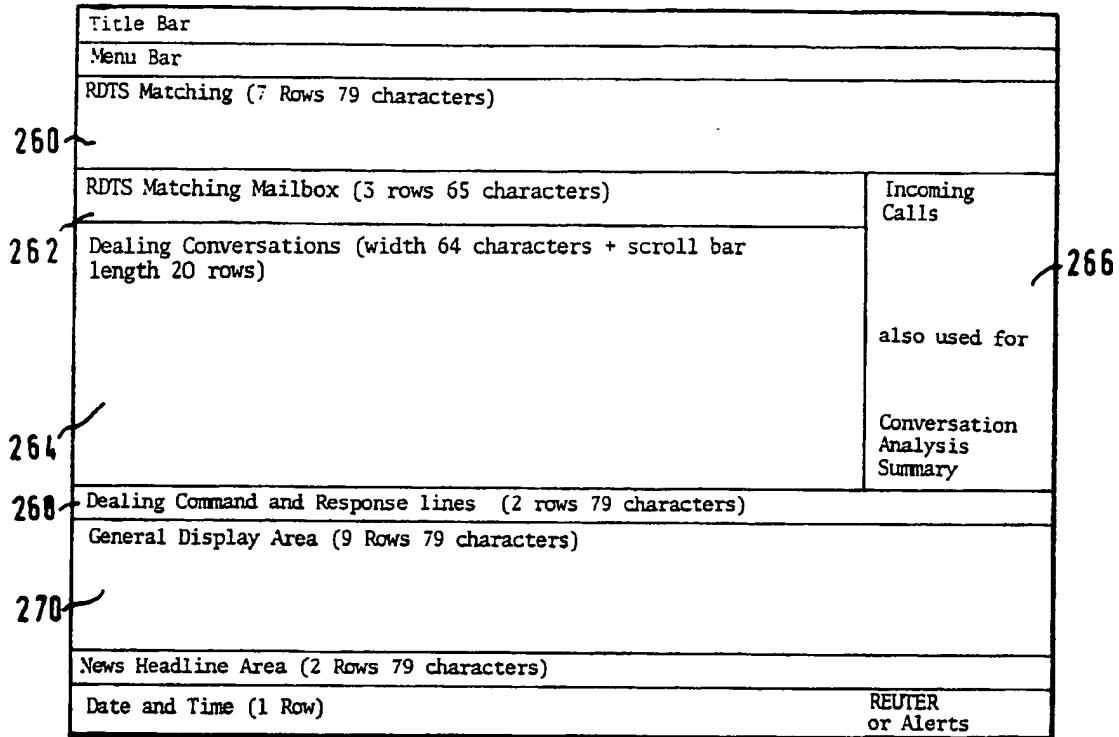 Title Bar
Menu Bar
RDTS Matching (7 Rows 79 characters)
260
RDTS Matching Mailbox (3 rows 65 characters)
Incoming
Calls
262
Dealing Conversations (width 64 characters + scroll bar
length 20 rows)
266
also used for
264
Conversation
Analysis
Summary
268
Dealing Command and Response lines (2 rows 79 characters)
General Display Area (9 Rows 79 characters)
270
News Headline Area (2 Rows 79 characters)
Date and Time (1 Row)
REUTER
or Alerts